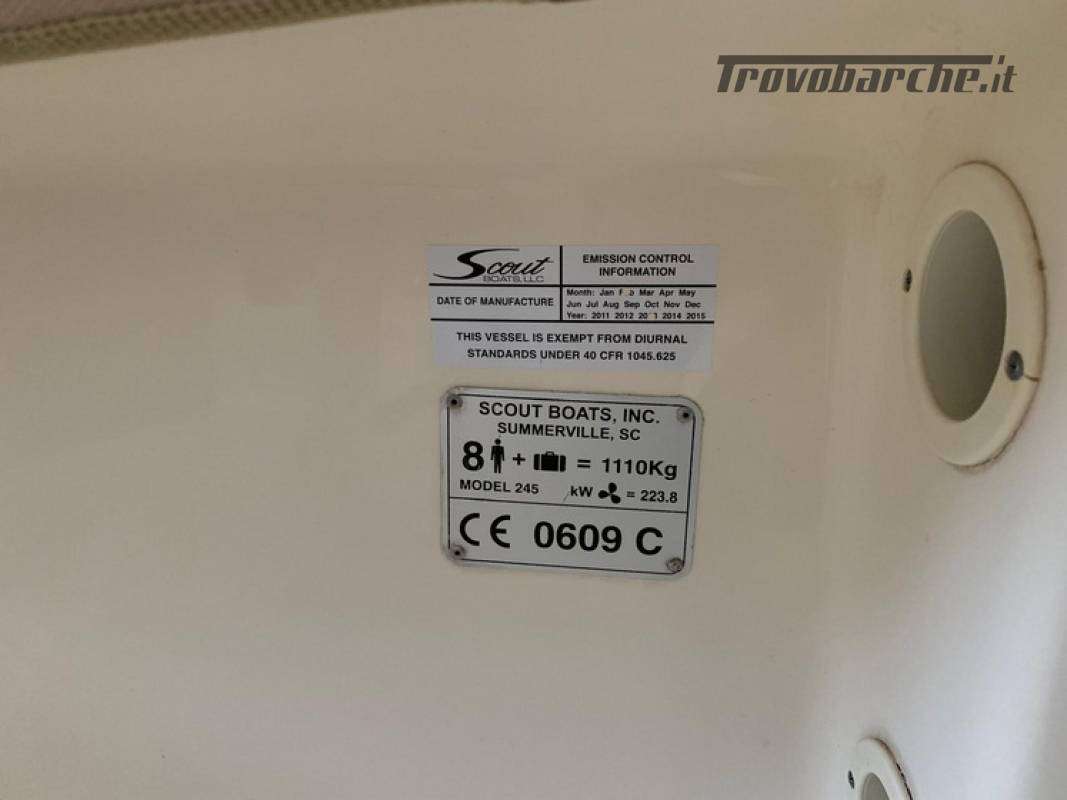 Trovobarche.it
Scout
BOATS, LLC
EMISSION CONTROL
INFORMATION
DATE OF MANUFACTURE
Month: Jan Mar Apr May
Jun Jul Aug Sep Oct Nov Dec
Year: 2011 2012 2014 2015
THIS VESSEL IS EXEMPT FROM DIURNAL
STANDARDS UNDER 40 CFR 1045.625
SCOUT BOATS, INC.
SUMMERVILLE, SC
8 + = 1110Kg
MODEL 245 kW = 223.8
CE 0609 C